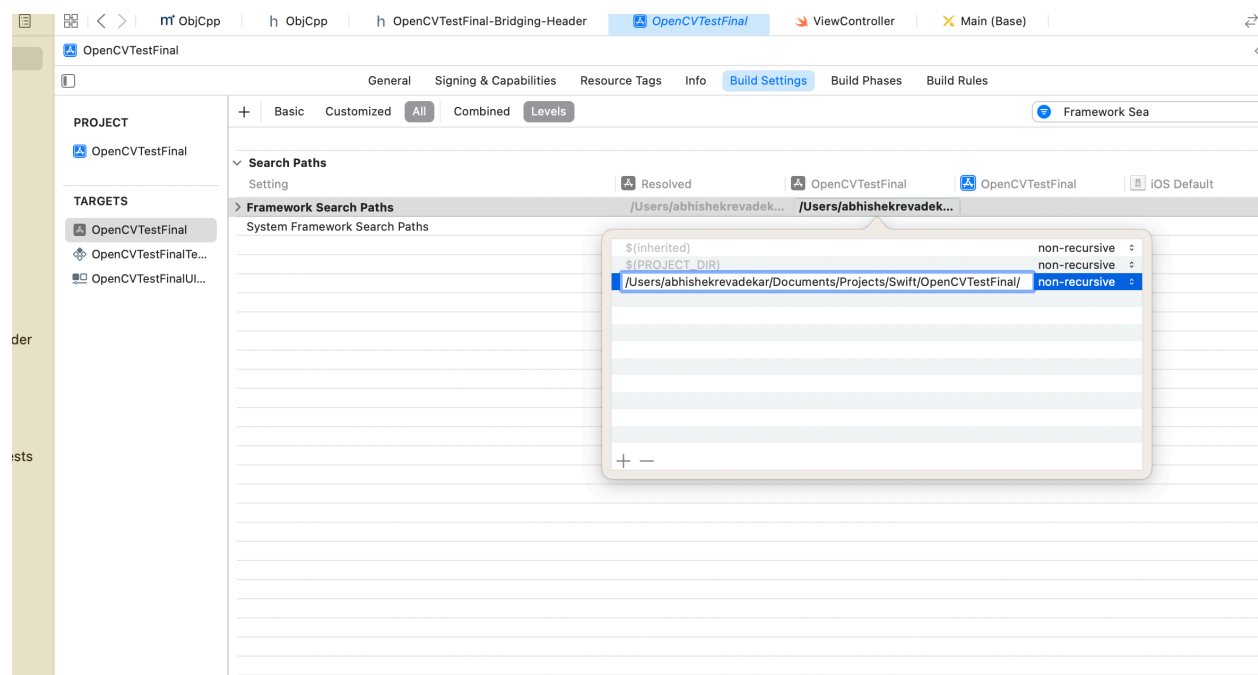 ObjCpp
h ObjCpp
h OpenCVTestFinal-Bridging-Header
OpenCVTestFinal
ViewController
Main (Base)
OpenCVTestFinal
General Signing & Capabilities Resource Tags Info Build Settings Build Phases Build Rules
PROJECT
OpenCVTestFinal
TARGETS
OpenCVTestFinal
OpenCVTestFinalTe...
OpenCVTestFinalUI...
+ Basic Customized All Combined Levels
Framework Sea
Search Paths
Setting Resolved OpenCVTestFinal OpenCVTestFinal iOS Default
Framework Search Paths /Users/abhishekrevadek... /Users/abhishekrevadek...
System Framework Search Paths
$(inherited) non-recursive
$(PROJECT_DIR) non-recursive
/Users/abhishekrevadekar/Documents/Projects/Swift/OpenCVTestFinal/ non-recursive
der
ests